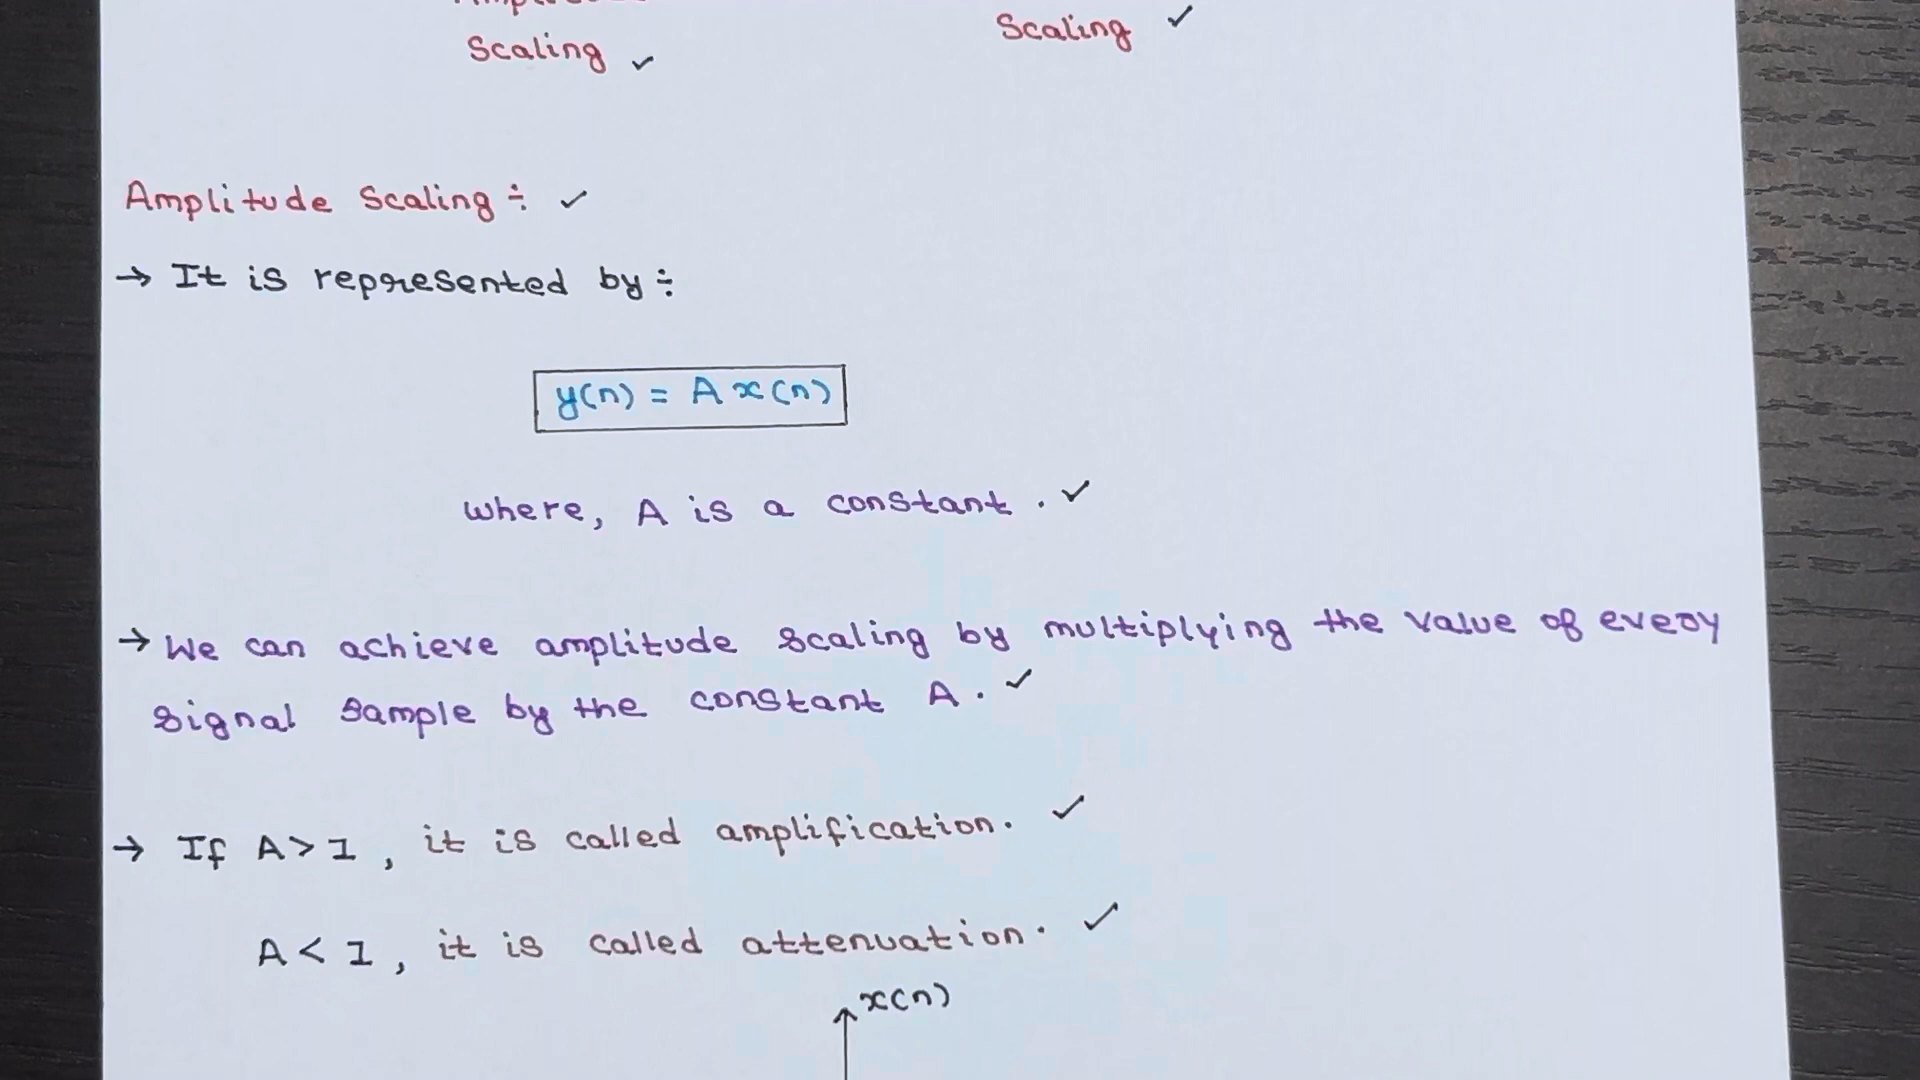 Scaling ✓
Scaling ✓
Amplitude Scaling ÷ ✓
→ It is represented by ÷
y(n) = A x(n)
where, A is a constant. ✓
→ We can achieve amplitude scaling by multiplying the value of every
signal sample by the constant A. ✓
→ If A > 1, it is called amplification. ✓
A < 1, it is called attenuation. ✓
x(n)